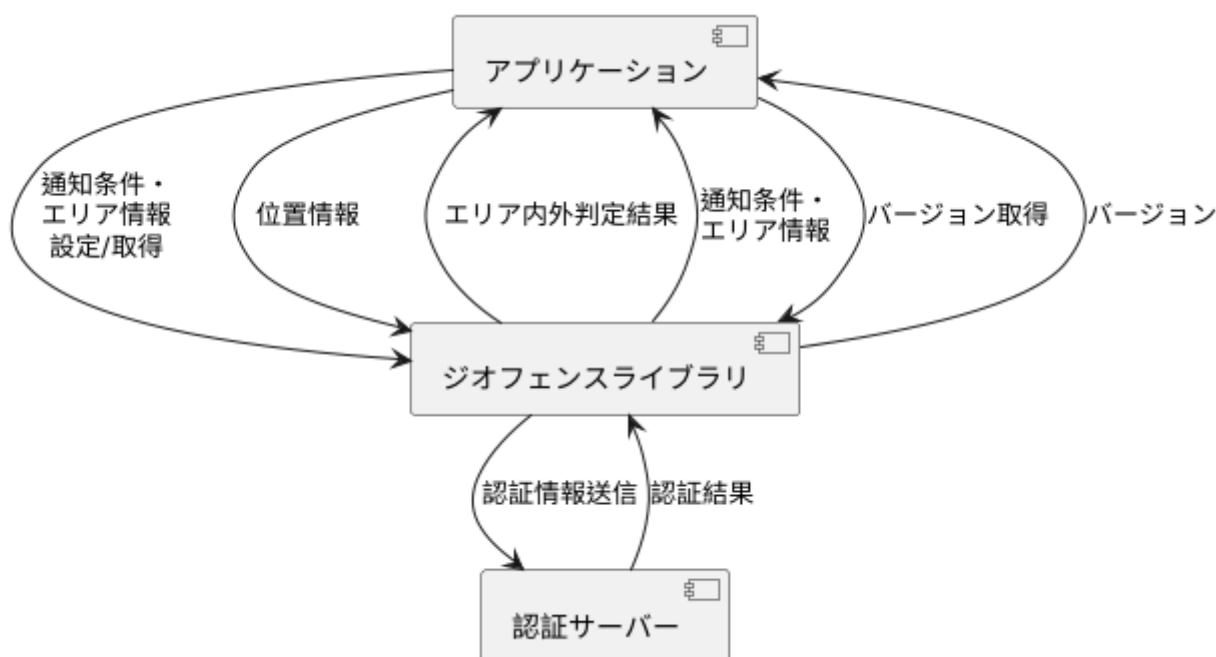 アプリケーション
通知条件・
エリア情報
設定/取得
位置情報
エリア内外判定結果
通知条件・
エリア情報
バージョン取得
バージョン
ジオフェンスライブラリ
認証情報送信
認証結果
認証サーバー